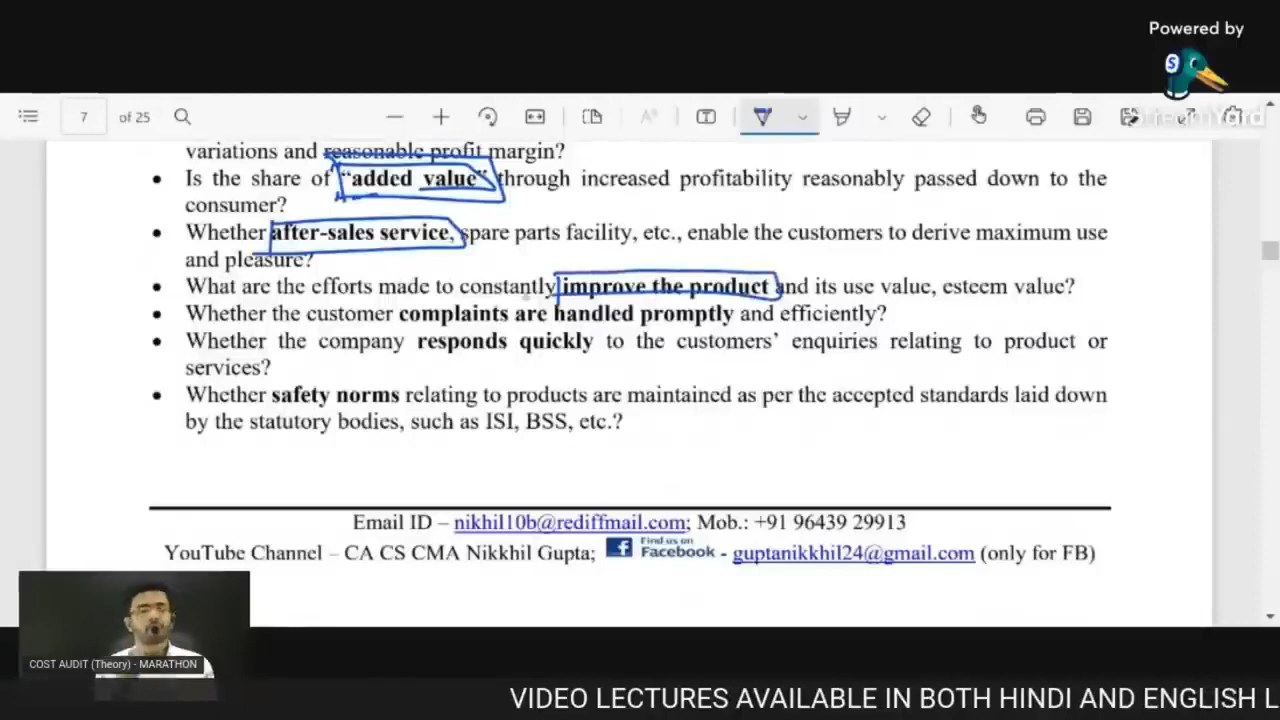 Powered by
StreamYard
7 of 25
variations and reasonable profit margin?
• Is the share of “added value” through increased profitability reasonably passed down to the
consumer?
• Whether after-sales service, spare parts facility, etc., enable the customers to derive maximum use
and pleasure?
• What are the efforts made to constantly improve the product and its use value, esteem value?
• Whether the customer complaints are handled promptly and efficiently?
• Whether the company responds quickly to the customers’ enquiries relating to product or
services?
• Whether safety norms relating to products are maintained as per the accepted standards laid down
by the statutory bodies, such as ISI, BSS, etc.?
Email ID – nikhil10b@rediffmail.com; Mob.: +91 96439 29913
YouTube Channel – CA CS CMA Nikkhil Gupta; Find us on Facebook - guptanikkhil24@gmail.com (only for FB)
COST AUDIT (Theory) - MARATHON
VIDEO LECTURES AVAILABLE IN BOTH HINDI AND ENGLISH L